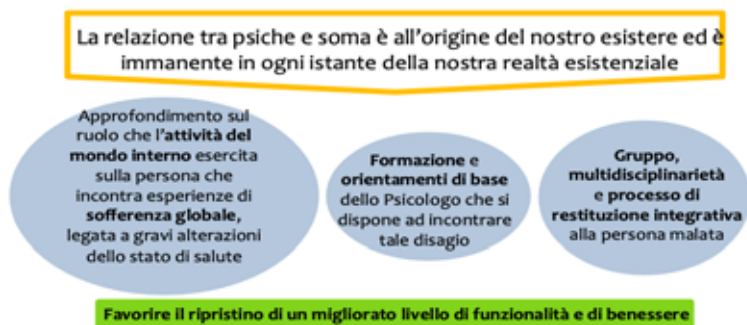 La relazione tra psiche e soma è all'origine del nostro esistere ed è
immanente in ogni istante della nostra realtà esistenziale
Approfondimento sul
ruolo che l'attività del
mondo interno esercita
sulla persona che
incontra esperienze di
sofferenza globale,
legata a gravi alterazioni
dello stato di salute
Formazione e
orientamenti di base
dello Psicologo che si
dispone ad incontrare
tale disagio
Gruppo,
multidisciplinarietà
e processo di
restituzione integrativa
alla persona malata
Favorire il ripristino di un migliorato livello di funzionalità e di benessere